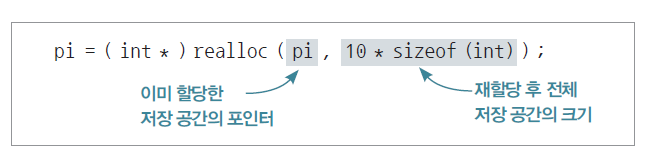 pi = ( int * ) realloc ( pi , 10 * sizeof (int) ) ;
이미 할당한
저장 공간의 포인터
재할당 후 전체
저장 공간의 크기